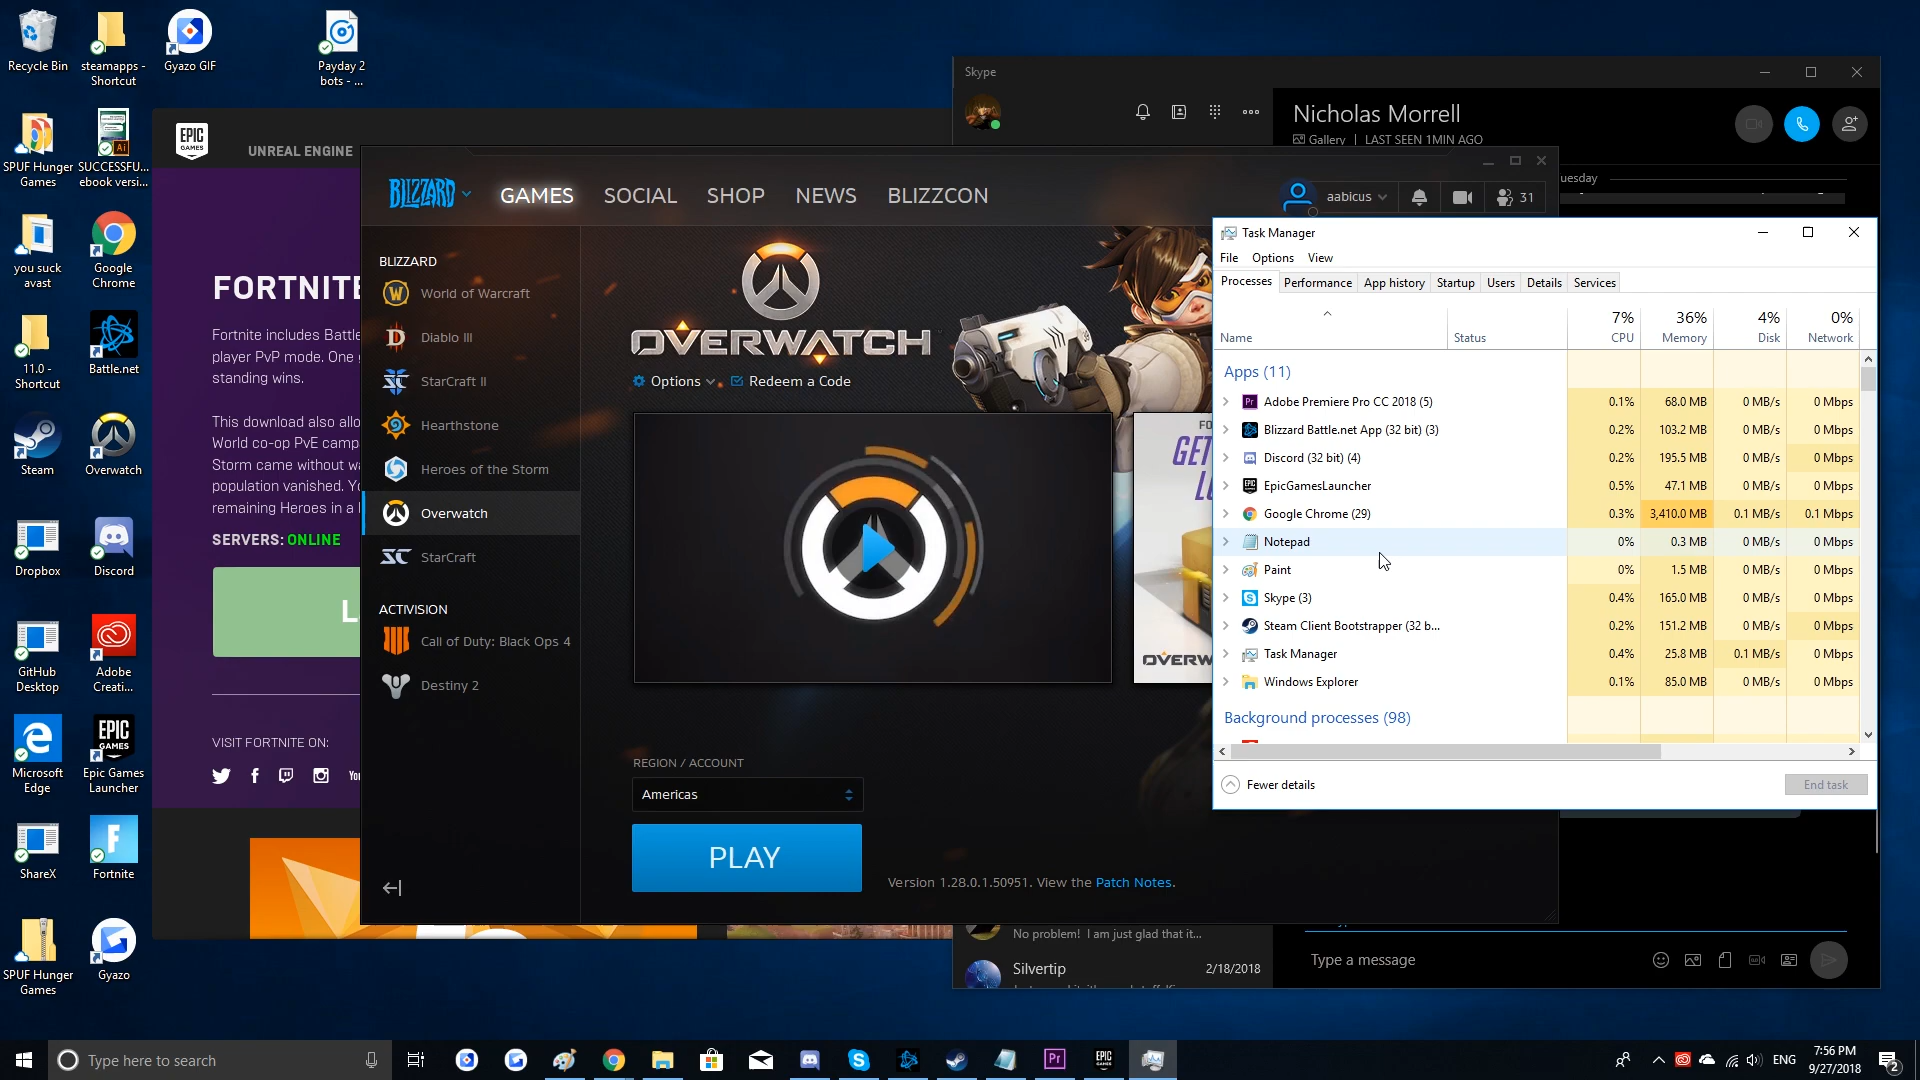 Recycle Bin
steamapps -
Shortcut
Gyazo GIF
Payday 2
bots - ...
SPUF Hunger
Games
SUCCESSFU...
ebook versi...
you suck
avast
Google
Chrome
11.0 -
Shortcut
Battle.net
Steam
Overwatch
Dropbox
Discord
GitHub
Desktop
Adobe
Creati...
Microsoft
Edge
Epic Games
Launcher
ShareX
Fortnite
SPUF Hunger
Games
Gyazo
EPIC
GAMES
UNREAL ENGINE
FORTNITE
Fortnite includes Battle
player PvP mode. One
standing wins.
This download also allo
World co-op PvE camp
Storm came without w
population vanished. Yo
remaining Heroes in a
SERVERS: ONLINE
L
VISIT FORTNITE ON:
Skype
Nicholas Morrell
Gallery | LAST SEEN 1MIN AGO
uesday
No problem! I am just glad that it...
Silvertip
2/18/2018
Type a message
BLIZZARD
GAMES
SOCIAL
SHOP
NEWS
BLIZZCON
aabicus
31
BLIZZARD
World of Warcraft
Diablo III
StarCraft II
Hearthstone
Heroes of the Storm
Overwatch
StarCraft
ACTIVISION
Call of Duty: Black Ops 4
Destiny 2
OVERWATCH
Options
Redeem a Code
FO
GET
L
OVERW
REGION / ACCOUNT
Americas
PLAY
Version 1.28.0.1.50951. View the Patch Notes.
Task Manager
File Options View
Processes Performance App history Startup Users Details Services
7% 36% 4% 0%
Name Status CPU Memory Disk Network
Apps (11)
Adobe Premiere Pro CC 2018 (5) 0.1% 68.0 MB 0 MB/s 0 Mbps
Blizzard Battle.net App (32 bit) (3) 0.2% 103.2 MB 0 MB/s 0 Mbps
Discord (32 bit) (4) 0.2% 195.5 MB 0 MB/s 0 Mbps
EpicGamesLauncher 0.5% 47.1 MB 0 MB/s 0 Mbps
Google Chrome (29) 0.3% 3,410.0 MB 0.1 MB/s 0.1 Mbps
Notepad 0% 0.3 MB 0 MB/s 0 Mbps
Paint 0% 1.5 MB 0 MB/s 0 Mbps
Skype (3) 0.4% 165.0 MB 0 MB/s 0 Mbps
Steam Client Bootstrapper (32 b... 0.2% 151.2 MB 0 MB/s 0 Mbps
Task Manager 0.4% 25.8 MB 0.1 MB/s 0 Mbps
Windows Explorer 0.1% 85.0 MB 0 MB/s 0 Mbps
Background processes (98)
Fewer details
End task
Type here to search
ENG
7:56 PM
9/27/2018
2